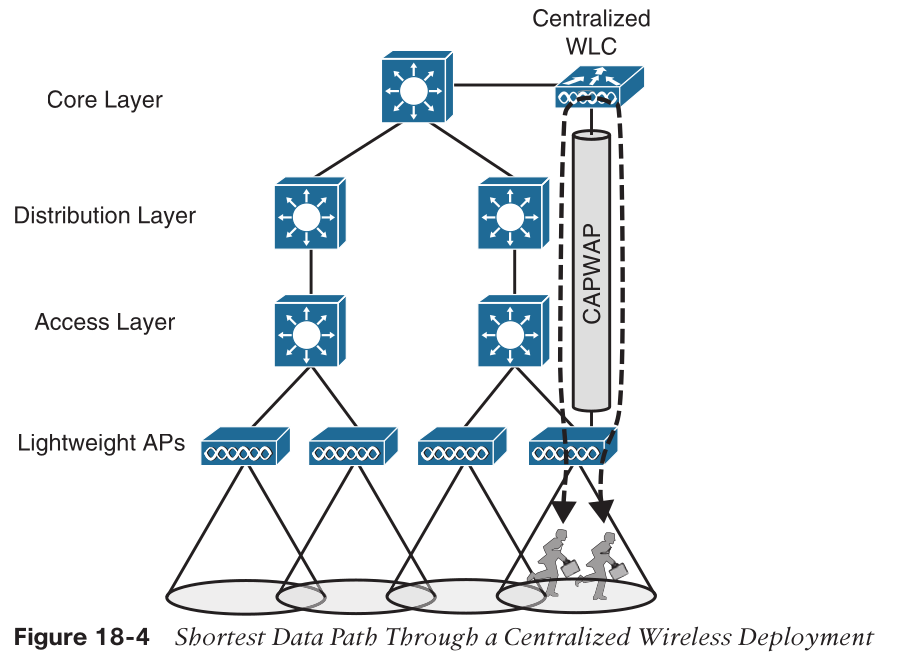 Centralized
WLC
Core Layer
Distribution Layer
CAPWAP
Access Layer
Lightweight APs
Figure 18-4 Shortest Data Path Through a Centralized Wireless Deployment